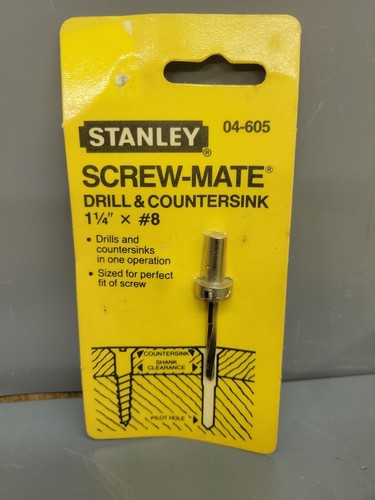 04-605
STANLEY®
SCREW-MATE®
DRILL & COUNTERSINK
1¼" × #8
• Drills and
countersinks
in one operation
• Sized for perfect
fit of screw
COUNTERSINK
SHANK
CLEARANCE
PILOT HOLE